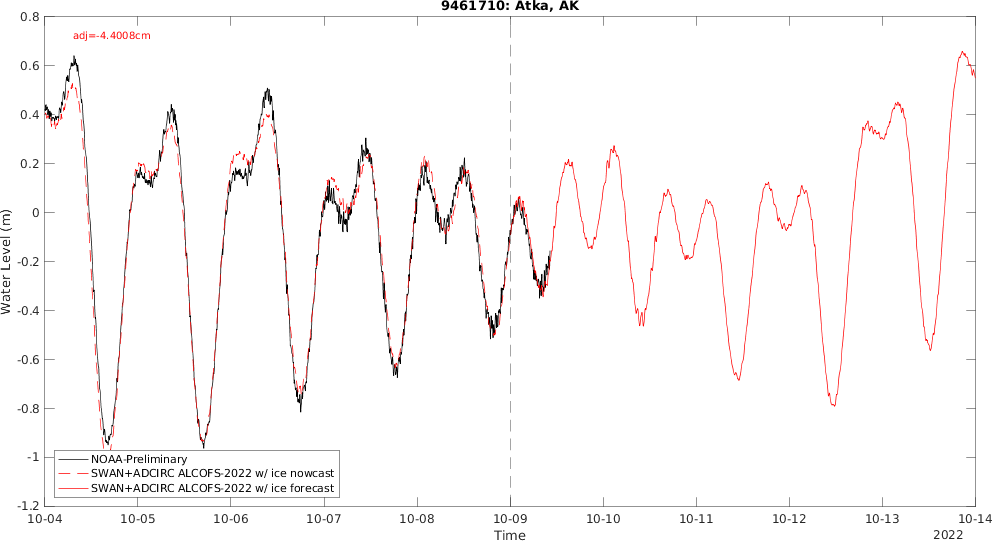 9461710: Atka, AK
adj=-4.4008cm
0.8
0.6
0.4
0.2
0
-0.2
-0.4
-0.6
-0.8
-1
-1.2
Water Level (m)
NOAA-Preliminary
SWAN+ADCIRC ALCOFS-2022 w/ ice nowcast
SWAN+ADCIRC ALCOFS-2022 w/ ice forecast
10-04 10-05 10-06 10-07 10-08 10-09 10-10 10-11 10-12 10-13 10-14
Time
2022